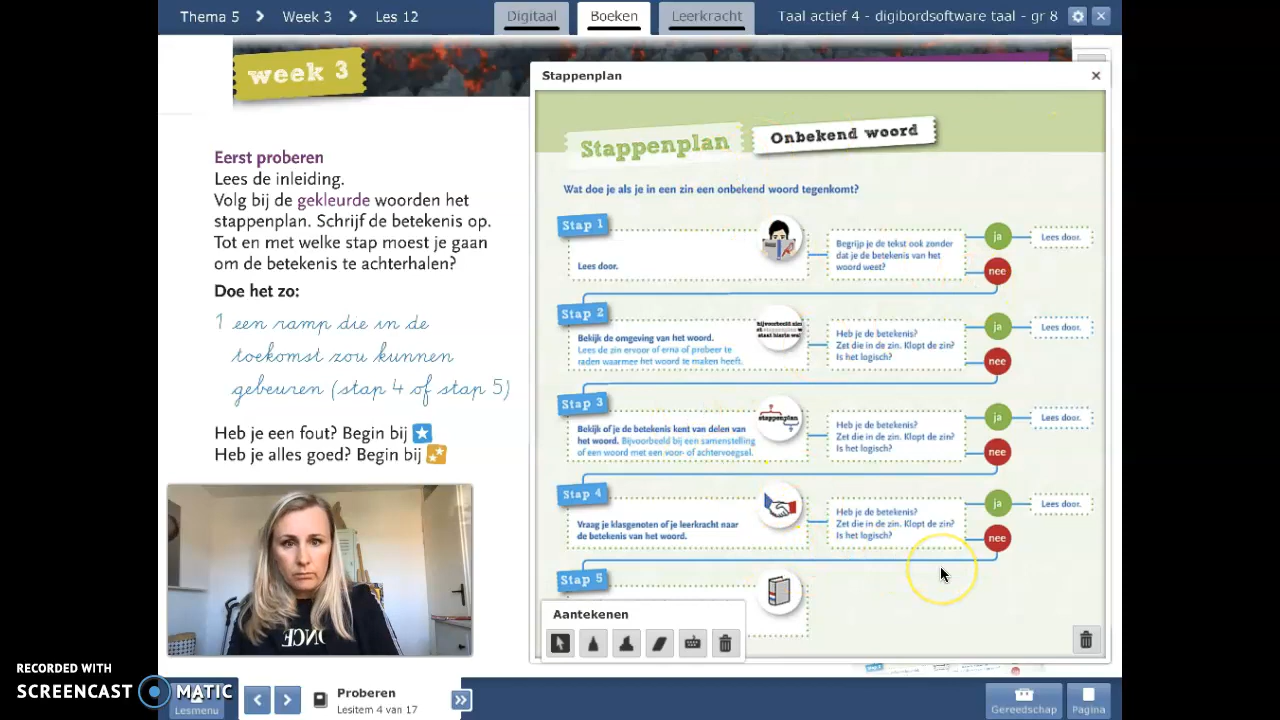 Thema 5 > Week 3 > Les 12
Digitaal
Boeken
Leerkracht
Taal actief 4 - digibordsoftware taal - gr 8
week 3
Eerst proberen
Lees de inleiding.
Volg bij de gekleurde woorden het
stappenplan. Schrijf de betekenis op.
Tot en met welke stap moest je gaan
om de betekenis te achterhalen?
Doe het zo:
1 een ramp die in de
toekomst zou kunnen
gebeuren (stap 4 of stap 5)
Heb je een fout? Begin bij
Heb je alles goed? Begin bij
Stappenplan
Stappenplan
Onbekend woord
Wat doe je als je in een zin een onbekend woord tegenkomt?
Stap 1
Lees door.
Begrijp je de tekst ook zonder
dat je de betekenis van het
woord weet?
ja
Lees door.
nee
Stap 2
Bekijk de omgeving van het woord.
Lees de zin ervoor of erna of probeer te
raden waarmee het woord te maken heeft.
Heb je de betekenis?
Zet die in de zin. Klopt de zin?
Is het logisch?
ja
Lees door.
nee
Stap 3
Bekijk of je de betekenis kent van delen van
het woord. Bijvoorbeeld bij een samenstelling
of een woord met een voor- of achtervoegsel.
stappenplan
Heb je de betekenis?
Zet die in de zin. Klopt de zin?
Is het logisch?
ja
Lees door.
nee
Stap 4
Vraag je klasgenoten of je leerkracht naar
de betekenis van het woord.
Heb je de betekenis?
Zet die in de zin. Klopt de zin?
Is het logisch?
ja
Lees door.
nee
Stap 5
Aantekenen
RECORDED WITH
SCREENCAST MATIC
Lesmenu
Proberen
Lesitem 4 van 17
Gereedschap
Pagina